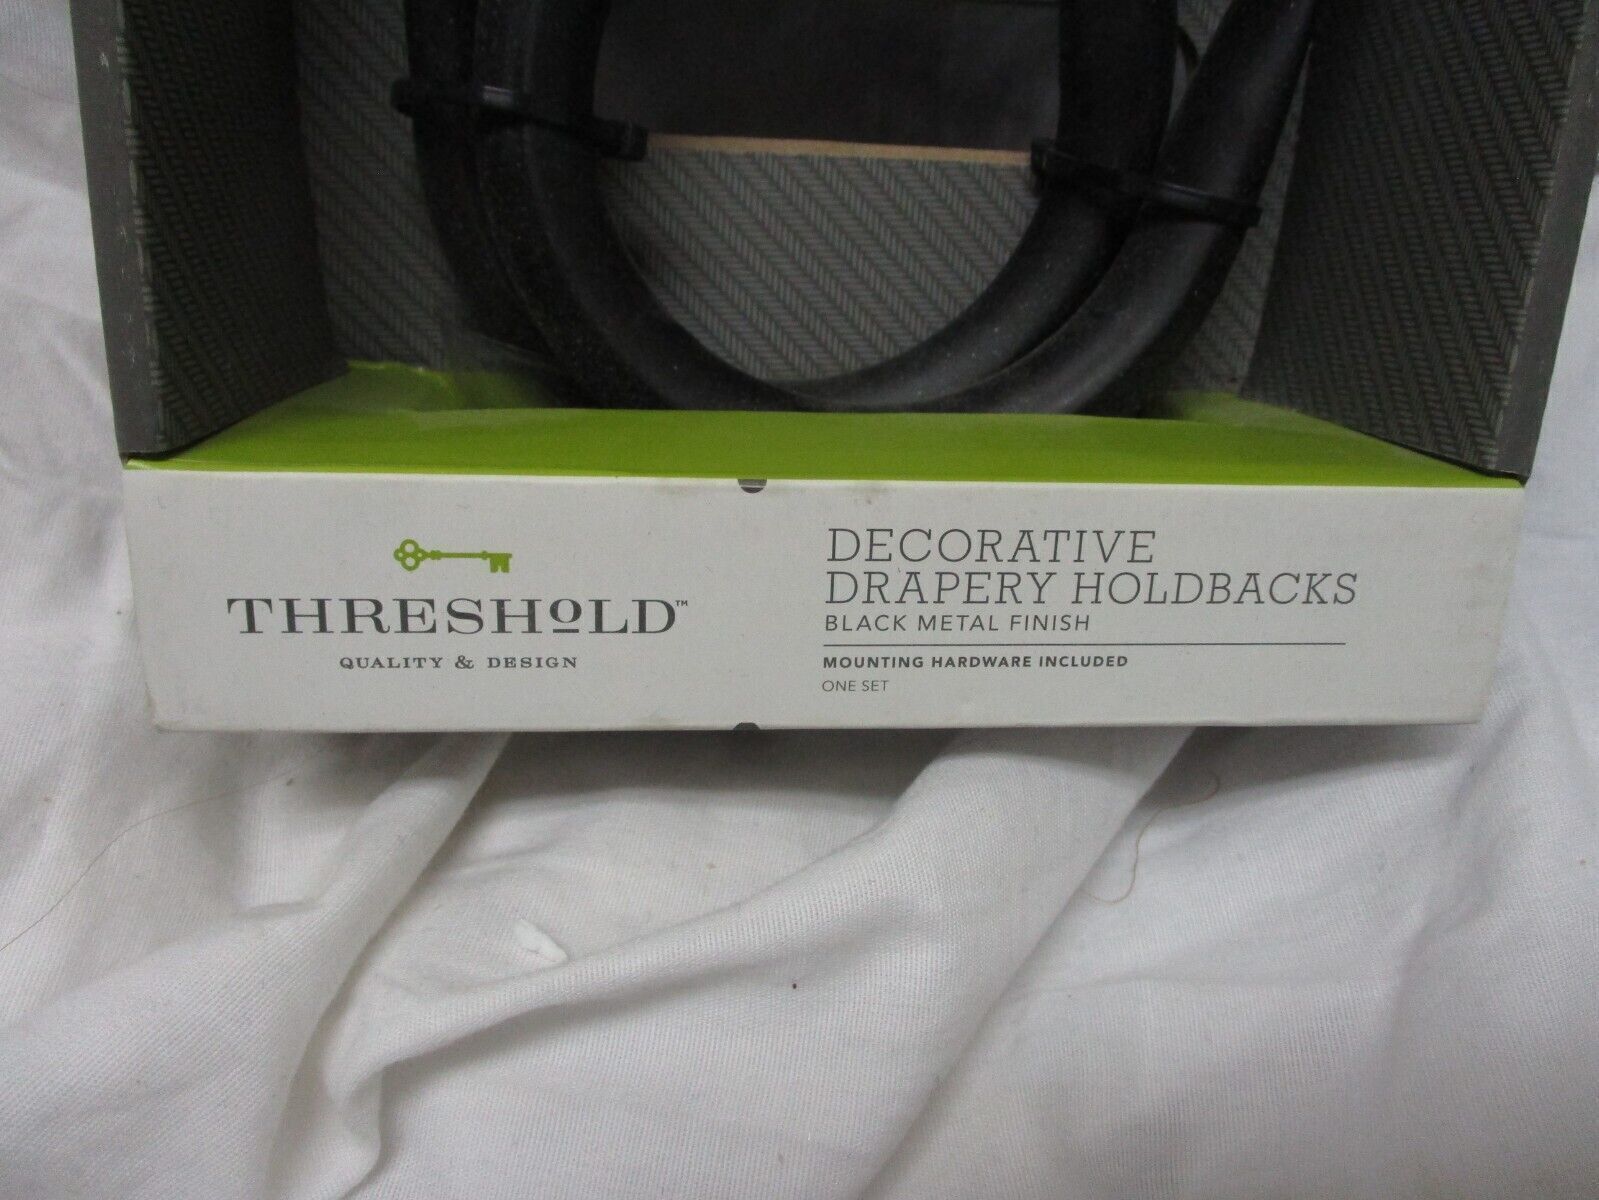 THRESHOLD™
QUALITY & DESIGN
DECORATIVE
DRAPERY HOLDBACKS
BLACK METAL FINISH
MOUNTING HARDWARE INCLUDED
ONE SET